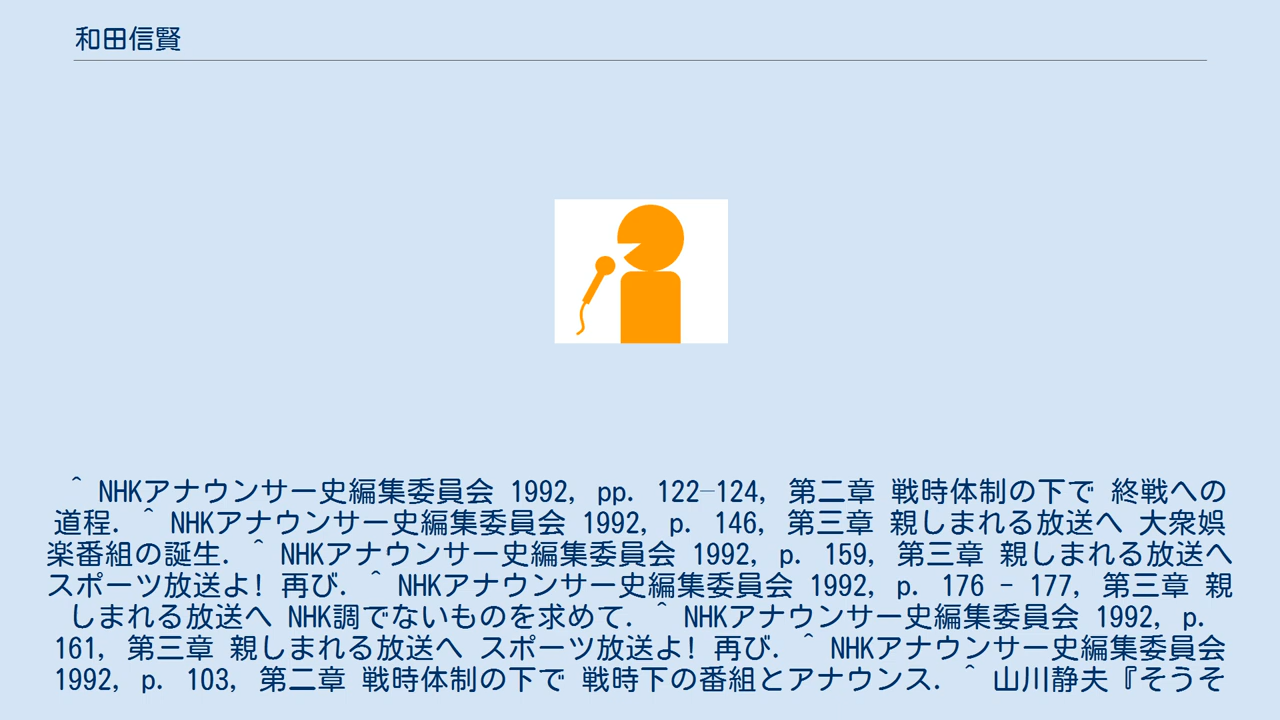 和田信賢
^ NHKアナウンサー史編集委員会 1992, pp. 122–124, 第二章 戦時体制の下で 終戦への
道程. ^ NHKアナウンサー史編集委員会 1992, p. 146, 第三章 親しまれる放送へ 大衆娯
楽番組の誕生. ^ NHKアナウンサー史編集委員会 1992, p. 159, 第三章 親しまれる放送へ
スポーツ放送よ! 再び. ^ NHKアナウンサー史編集委員会 1992, p. 176 - 177, 第三章 親
しまれる放送へ NHK調でないものを求めて. ^ NHKアナウンサー史編集委員会 1992, p.
161, 第三章 親しまれる放送へ スポーツ放送よ! 再び. ^ NHKアナウンサー史編集委員会
1992, p. 103, 第二章 戦時体制の下で 戦時下の番組とアナウンス. ^ 山川静夫『そうそ